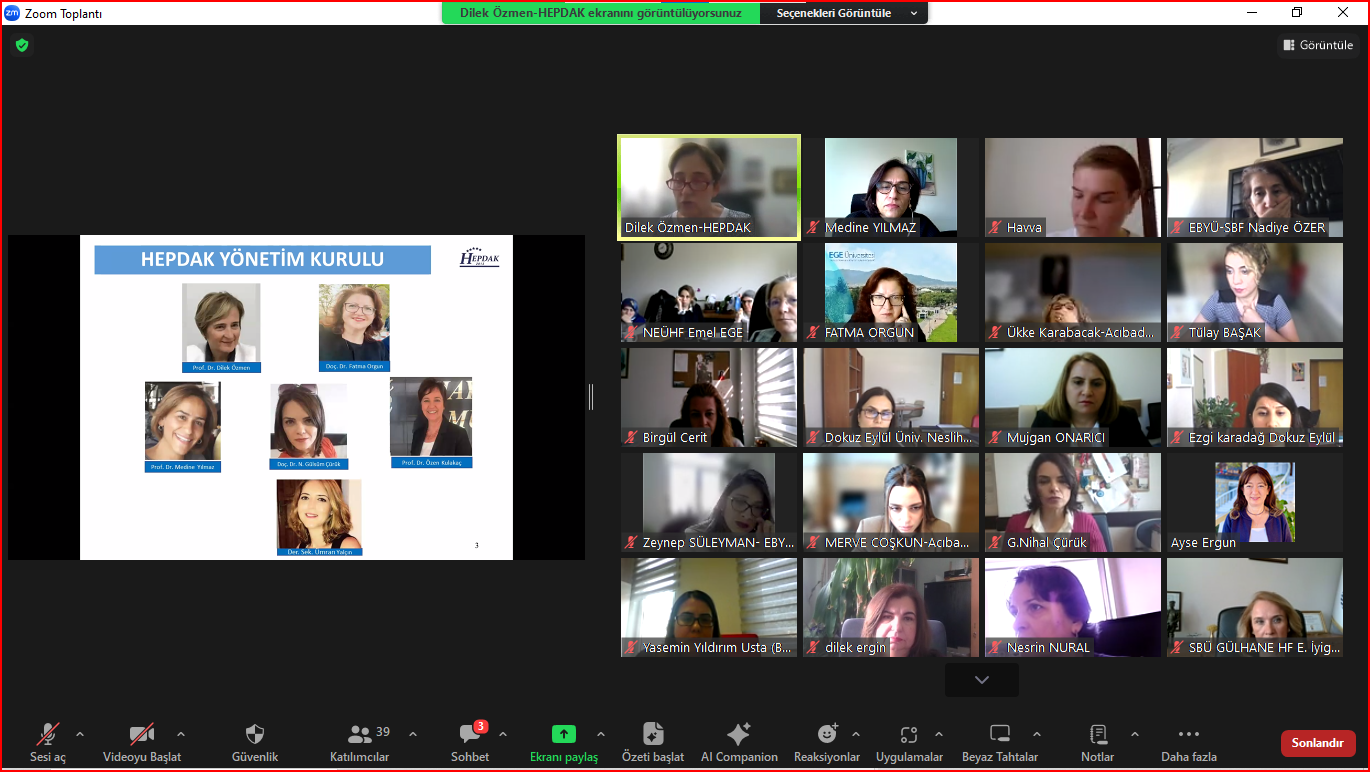 Zoom Toplantı
Dilek Özmen-HEPDAK ekranını görüntülüyorsunuz
Seçenekleri Görüntüle
Görüntüle
HEPDAK YÖNETİM KURULU
HEPDAK
Prof. Dr. Dilek Özmen
Doç. Dr. Fatma Orgun
Prof. Dr. Medine Yılmaz
Doç. Dr. N. Gülsüm Çürük
Prof. Dr. Özen Kulakaç
Der. Sek. Ümran Yalçın
3
Dilek Özmen-HEPDAK
Medine YILMAZ
Havva
EBYÜ-SBF Nadiye ÖZER
NEÜHF Emel EGE
EGE Üniversitesi
FATMA ORGUN
Ükke Karabacak-Acıbad...
Tülay BAŞAK
Birgül Cerit
Dokuz Eylül Üniv. Neslih...
Mujgan ONARICI
Ezgi karadağ Dokuz Eylül
Zeynep SÜLEYMAN- EBY...
MERVE COŞKUN-Acıba...
G.Nihal Çürük
Ayse Ergun
Yasemin Yıldırım Usta (B...
dilek ergin
Nesrin NURAL
SBÜ GÜLHANE HF E. İyig...
Sesi aç
Videoyu Başlat
Güvenlik
39
Katılımcılar
3
Sohbet
Ekranı paylaş
Özeti başlat
AI Companion
Reaksiyonlar
Uygulamalar
Beyaz Tahtalar
Notlar
Daha fazla
Sonlandır